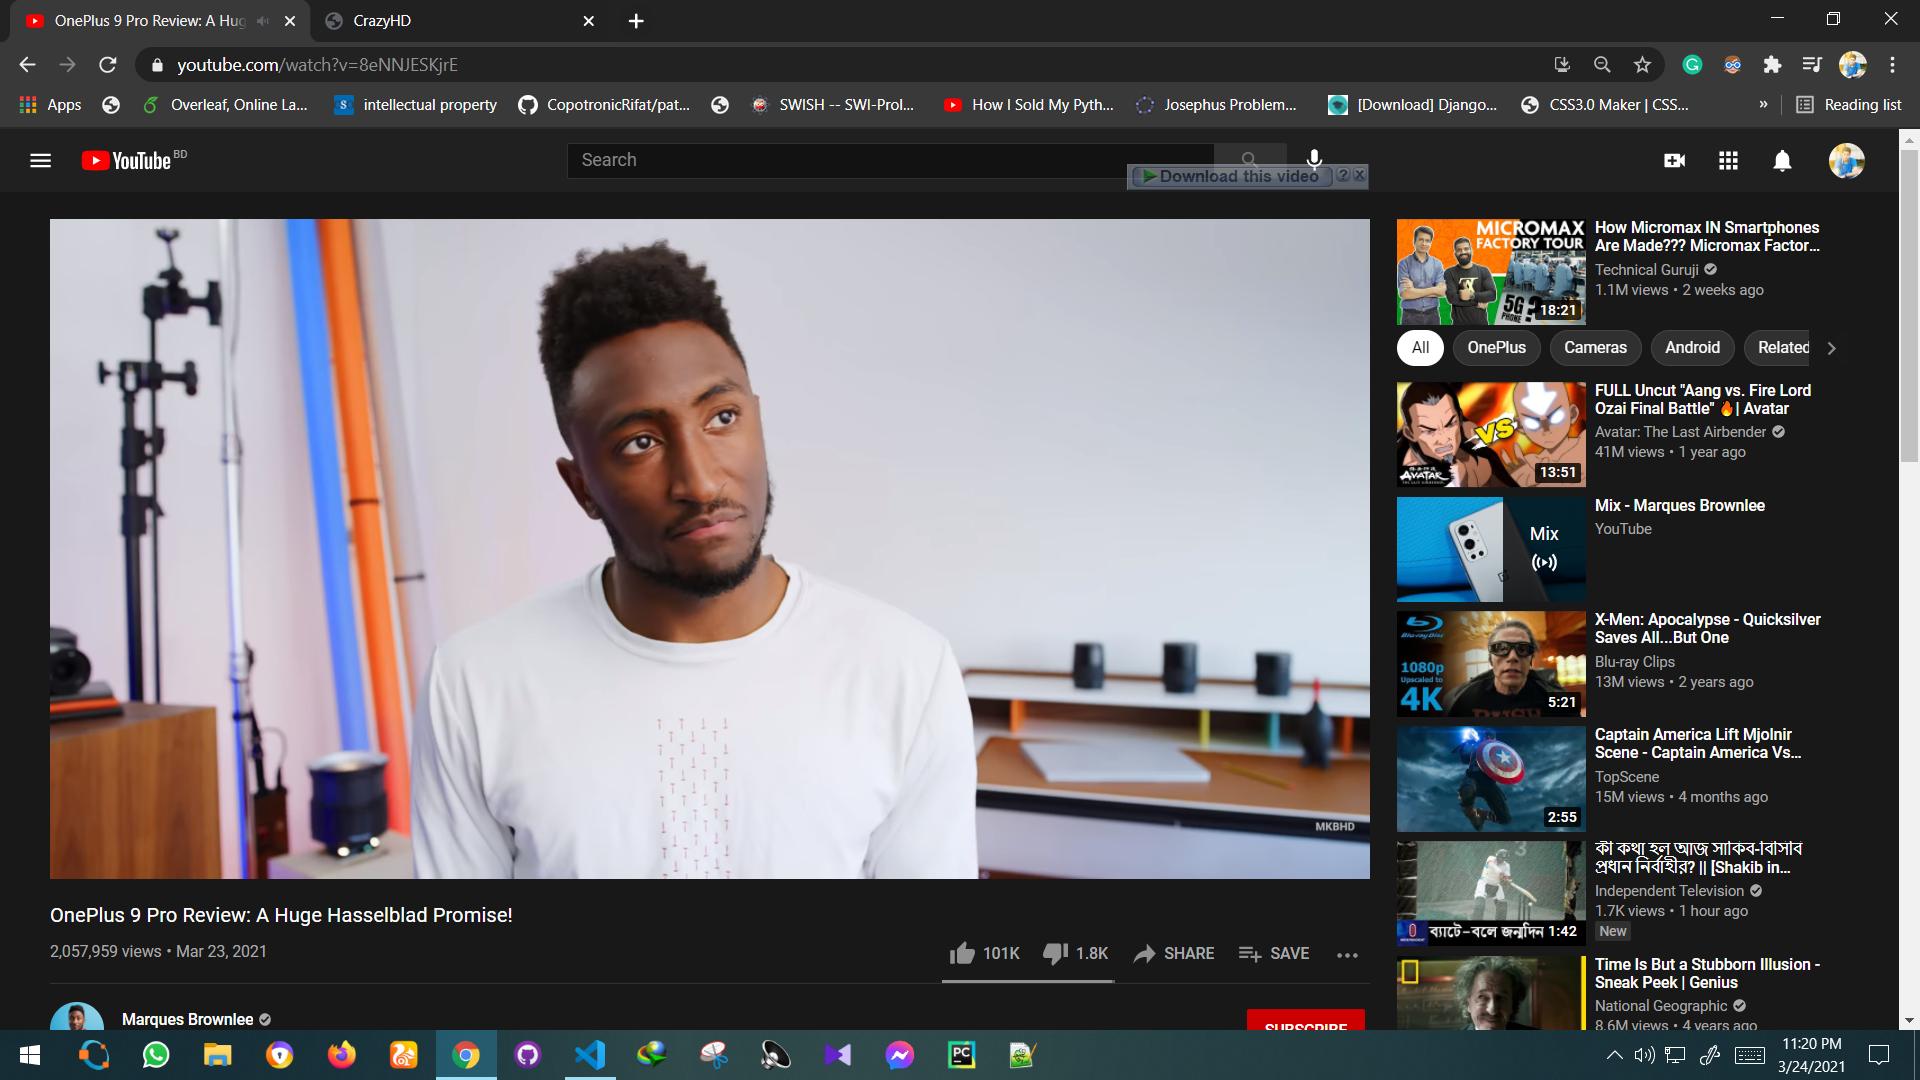 OnePlus 9 Pro Review: A Hug
CrazyHD
youtube.com/watch?v=8eNNJESKjrE
Apps
Overleaf, Online La...
S
intellectual property
CopotronicRifat/pat...
SWISH -- SWI-Prol...
How I Sold My Pyth...
Josephus Problem...
[Download] Django...
CSS3.0 Maker | CSS...
»
Reading list
YouTube BD
Search
Download this video ? X
MKBHD
OnePlus 9 Pro Review: A Huge Hasselblad Promise!
2,057,959 views • Mar 23, 2021
101K
1.8K
SHARE
SAVE
Marques Brownlee
SUBSCRIBE
MICROMAX
FACTORY TOUR
5G ?
PHONE
18:21
How Micromax IN Smartphones
Are Made??? Micromax Factor...
Technical Guruji
1.1M views • 2 weeks ago
All
OnePlus
Cameras
Android
Related
VS
AVATAR
13:51
FULL Uncut "Aang vs. Fire Lord
Ozai Final Battle" 🔥| Avatar
Avatar: The Last Airbender
41M views • 1 year ago
Mix
Mix - Marques Brownlee
YouTube
Blu-ray Disc
1080p
Upscaled to
4K
RUSH
5:21
X-Men: Apocalypse - Quicksilver
Saves All...But One
Blu-ray Clips
13M views • 2 years ago
2:55
Captain America Lift Mjolnir
Scene - Captain America Vs...
TopScene
15M views • 4 months ago
3
ব্যাটে-বলে জন্মদিন
1:42
কী কথা হল আজ সাকিব-বিসিবি
প্রধান নির্বাহীর? || [Shakib in...
Independent Television
1.7K views • 1 hour ago
New
Time Is But a Stubborn Illusion -
Sneak Peek | Genius
National Geographic
8.6M views • 4 years ago
PC
11:20 PM
3/24/2021